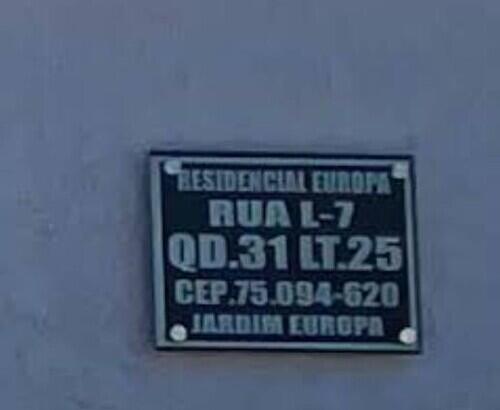 RESIDENCIAL EUROPA
RUA L-7
QD.31 LT.25
CEP.75.094-620
JARDIM EUROPA